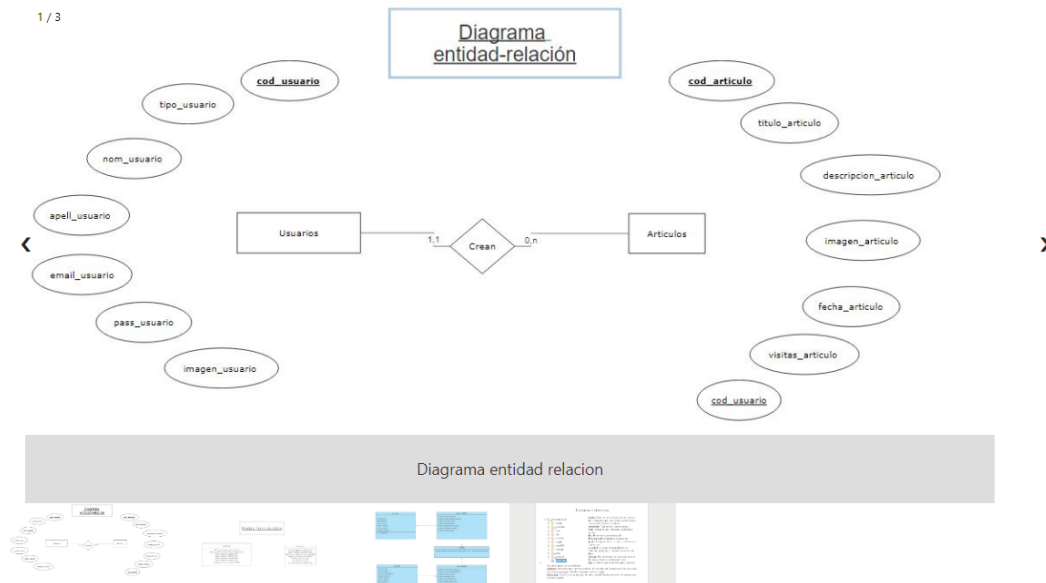 1 / 3
Diagrama
entidad-relación
cod_usuario
tipo_usuario
nom_usuario
apell_usuario
email_usuario
pass_usuario
imagen_usuario
Usuarios
1,1
Crean
0,n
Articulos
cod_articulo
titulo_articulo
descripcion_articulo
imagen_articulo
fecha_articulo
visitas_articulo
cod_usuario
Diagrama entidad relacion